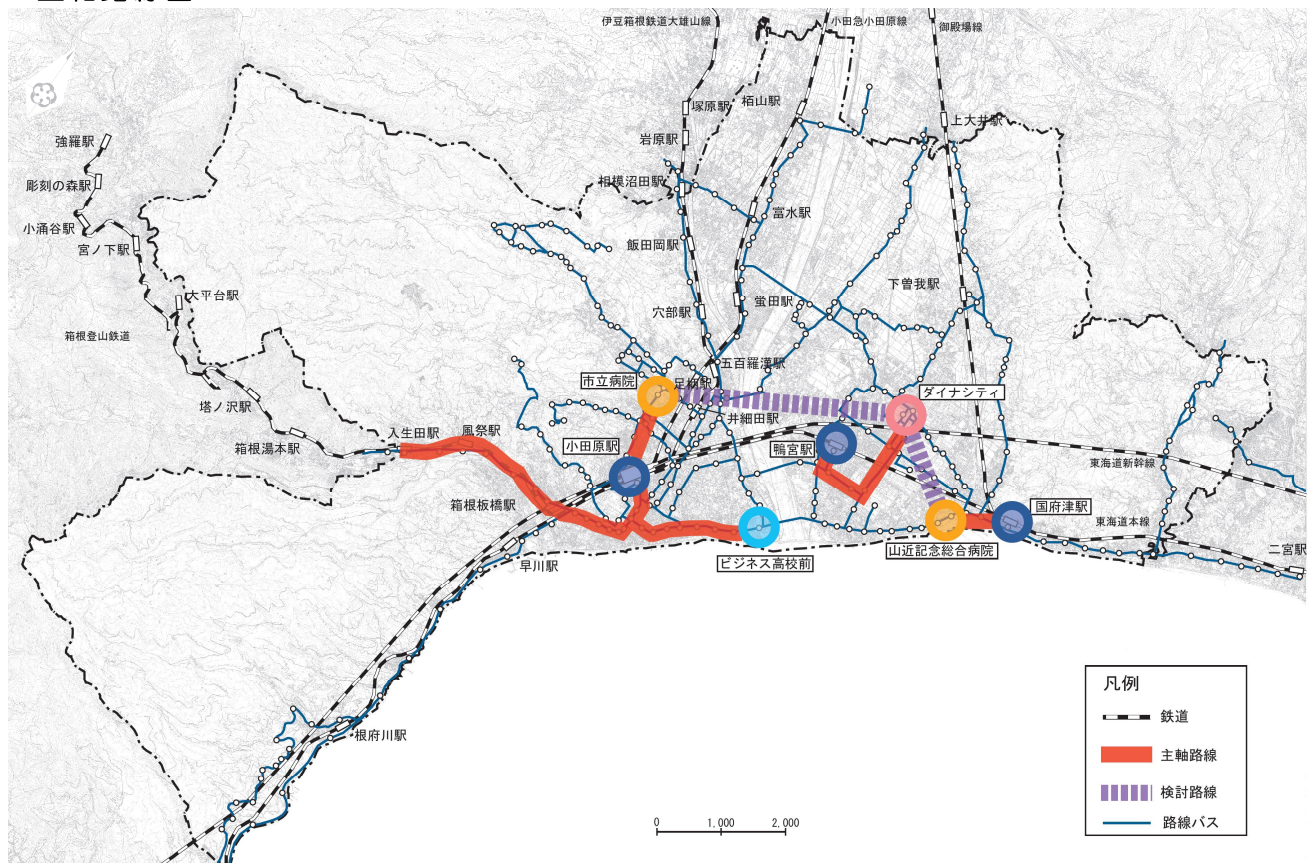 伊豆箱根鉄道大雄山線
小田急小田原線
御殿場線
塚原駅
栢山駅
上大井駅
強羅駅
岩原駅
彫刻の森駅
相模沼田駅
小涌谷駅
富水駅
宮ノ下駅
飯田岡駅
大平台駅
下曽我駅
蛍田駅
穴部駅
箱根登山鉄道
五百羅漢駅
市立病院
足柄駅
ダイナシティ
塔ノ沢駅
井細田駅
入生田駅
風祭駅
小田原駅
鴨宮駅
箱根湯本駅
東海道新幹線
箱根板橋駅
国府津駅
東海道本線
山近記念総合病院
二宮駅
早川駅
ビジネス高校前
根府川駅
凡例
鉄道
主軸路線
検討路線
路線バス
0 1,000 2,000